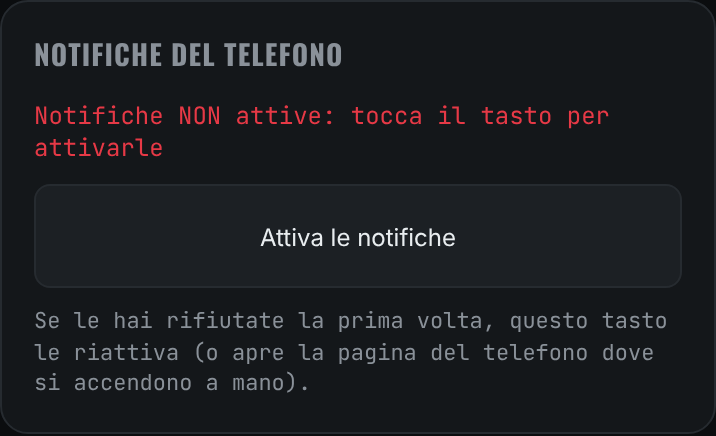 NOTIFICHE DEL TELEFONO
Notifiche NON attive: tocca il tasto per
attivarle
Attiva le notifiche
Se le hai rifiutate la prima volta, questo tasto
le riattiva (o apre la pagina del telefono dove
si accendono a mano).